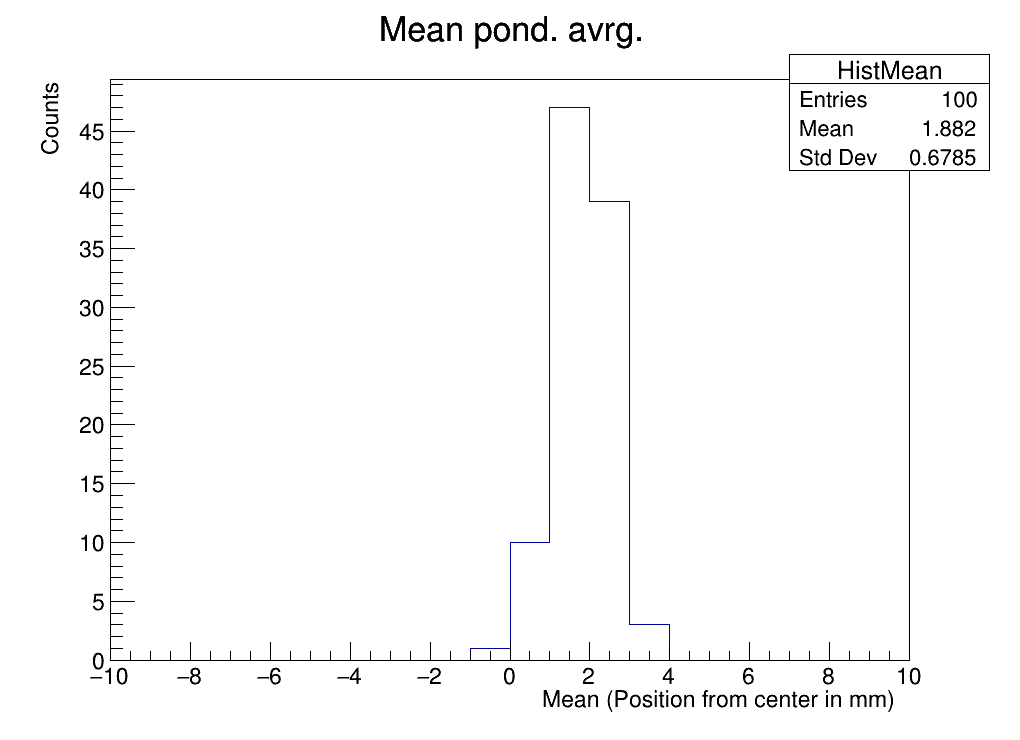 Mean pond. avrg.
HistMean
Entries 100
Mean 1.882
Std Dev 0.6785
Counts
45
40
35
30
25
20
15
10
5
0
−10 −8 −6 −4 −2 0 2 4 6 8 10
Mean (Position from center in mm)